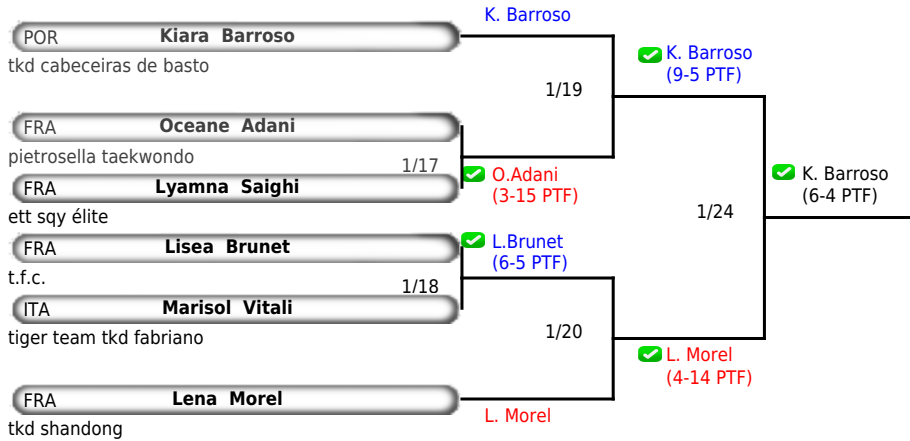 K. Barroso
POR Kiara Barroso
tkd cabeceiras de basto
K. Barroso
(9-5 PTF)
1/19
FRA Oceane Adani
pietrosella taekwondo
1/17
O.Adani
(3-15 PTF)
FRA Lyamna Saighi
ett sqy élite
K. Barroso
(6-4 PTF)
1/24
FRA Lisea Brunet
t.f.c.
L.Brunet
(6-5 PTF)
1/18
ITA Marisol Vitali
tiger team tkd fabriano
1/20
L. Morel
(4-14 PTF)
FRA Lena Morel
tkd shandong
L. Morel